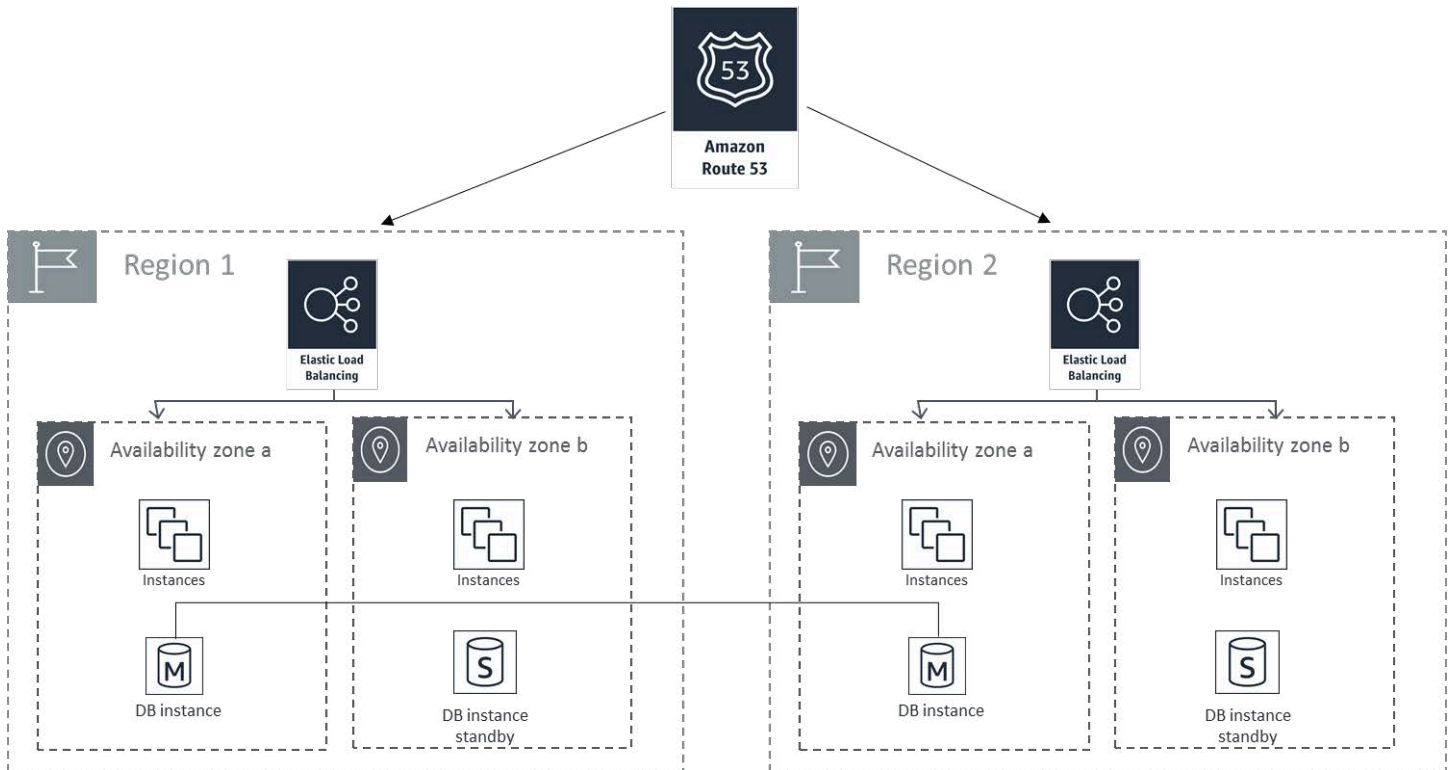 53
Amazon
Route 53
Region 1
Elastic Load
Balancing
Availability zone a
Availability zone b
Instances
Instances
M
S
DB instance
DB instance
standby
Region 2
Elastic Load
Balancing
Availability zone a
Availability zone b
Instances
Instances
M
S
DB instance
DB instance
standby